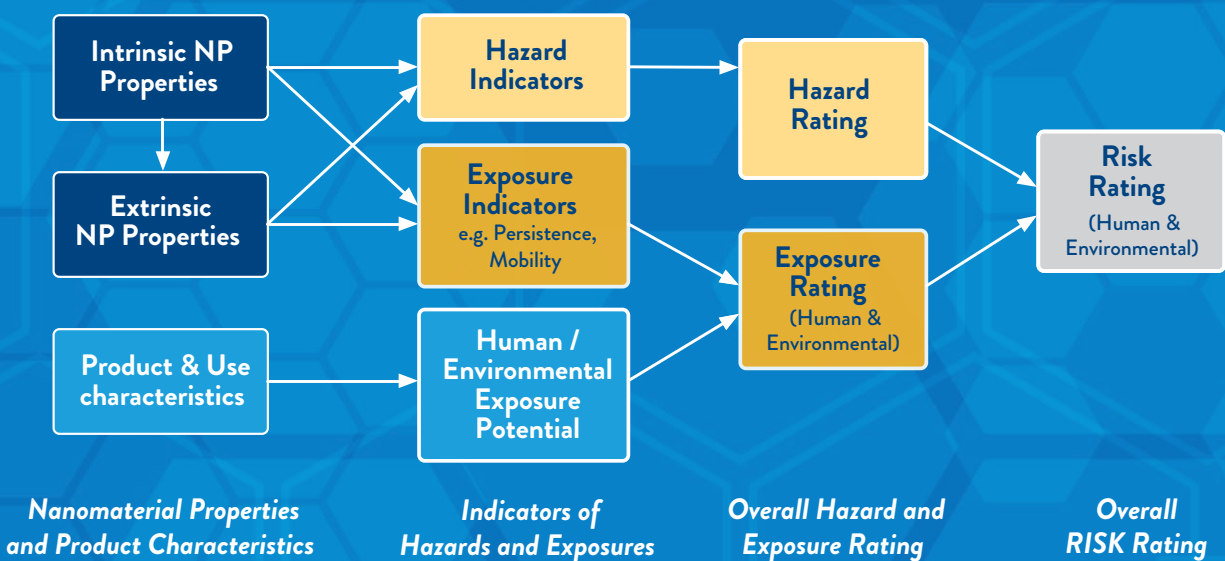 Intrinsic NP
Properties
Extrinsic
NP Properties
Product & Use
characteristics
Hazard
Indicators
Exposure
Indicators
e.g. Persistence,
Mobility
Human /
Environmental
Exposure
Potential
Hazard
Rating
Exposure
Rating
(Human &
Environmental)
Risk
Rating
(Human &
Environmental)
Nanomaterial Properties
and Product Characteristics
Indicators of
Hazards and Exposures
Overall Hazard and
Exposure Rating
Overall
RISK Rating